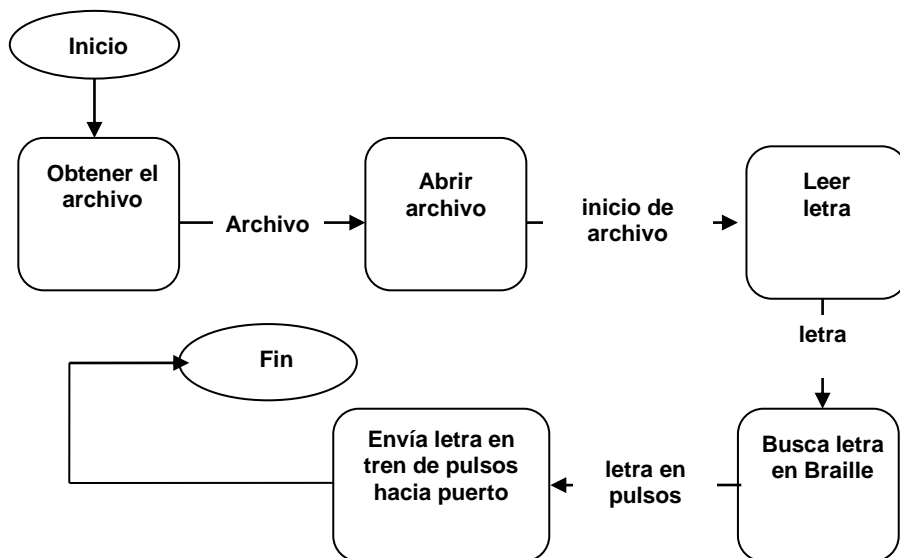 Inicio
Obtener el
archivo
Archivo
Abrir
archivo
inicio de
archivo
Leer
letra
letra
Busca letra
en Braille
letra en
pulsos
Envía letra en
tren de pulsos
hacia puerto
Fin